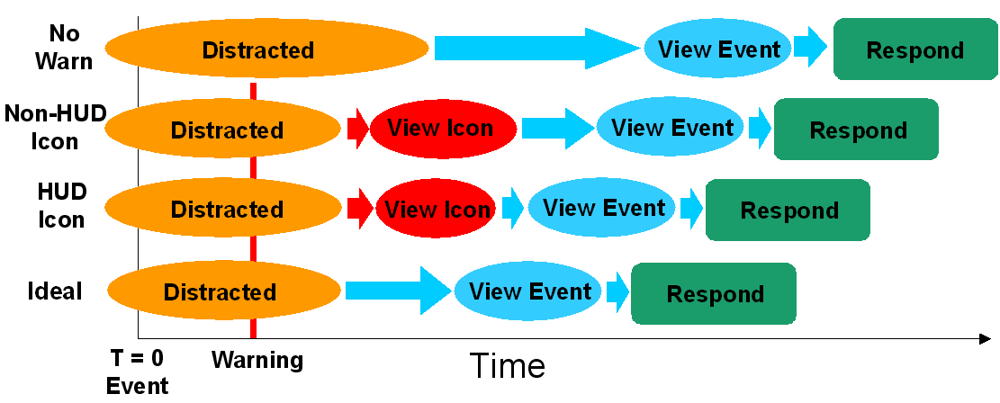 No
Warn
Distracted
View Event
Respond
Non-HUD
Icon
Distracted
View Icon
View Event
Respond
HUD
Icon
Distracted
View Icon
View Event
Respond
Ideal
Distracted
View Event
Respond
T = 0
Event
Warning
Time